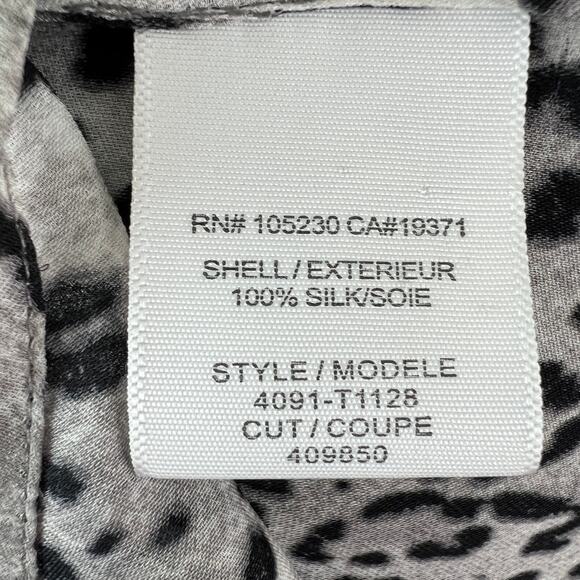 RN# 105230 CA#19371
SHELL / EXTERIEUR
100% SILK/SOIE
STYLE / MODELE
4091-T1128
CUT / COUPE
409850